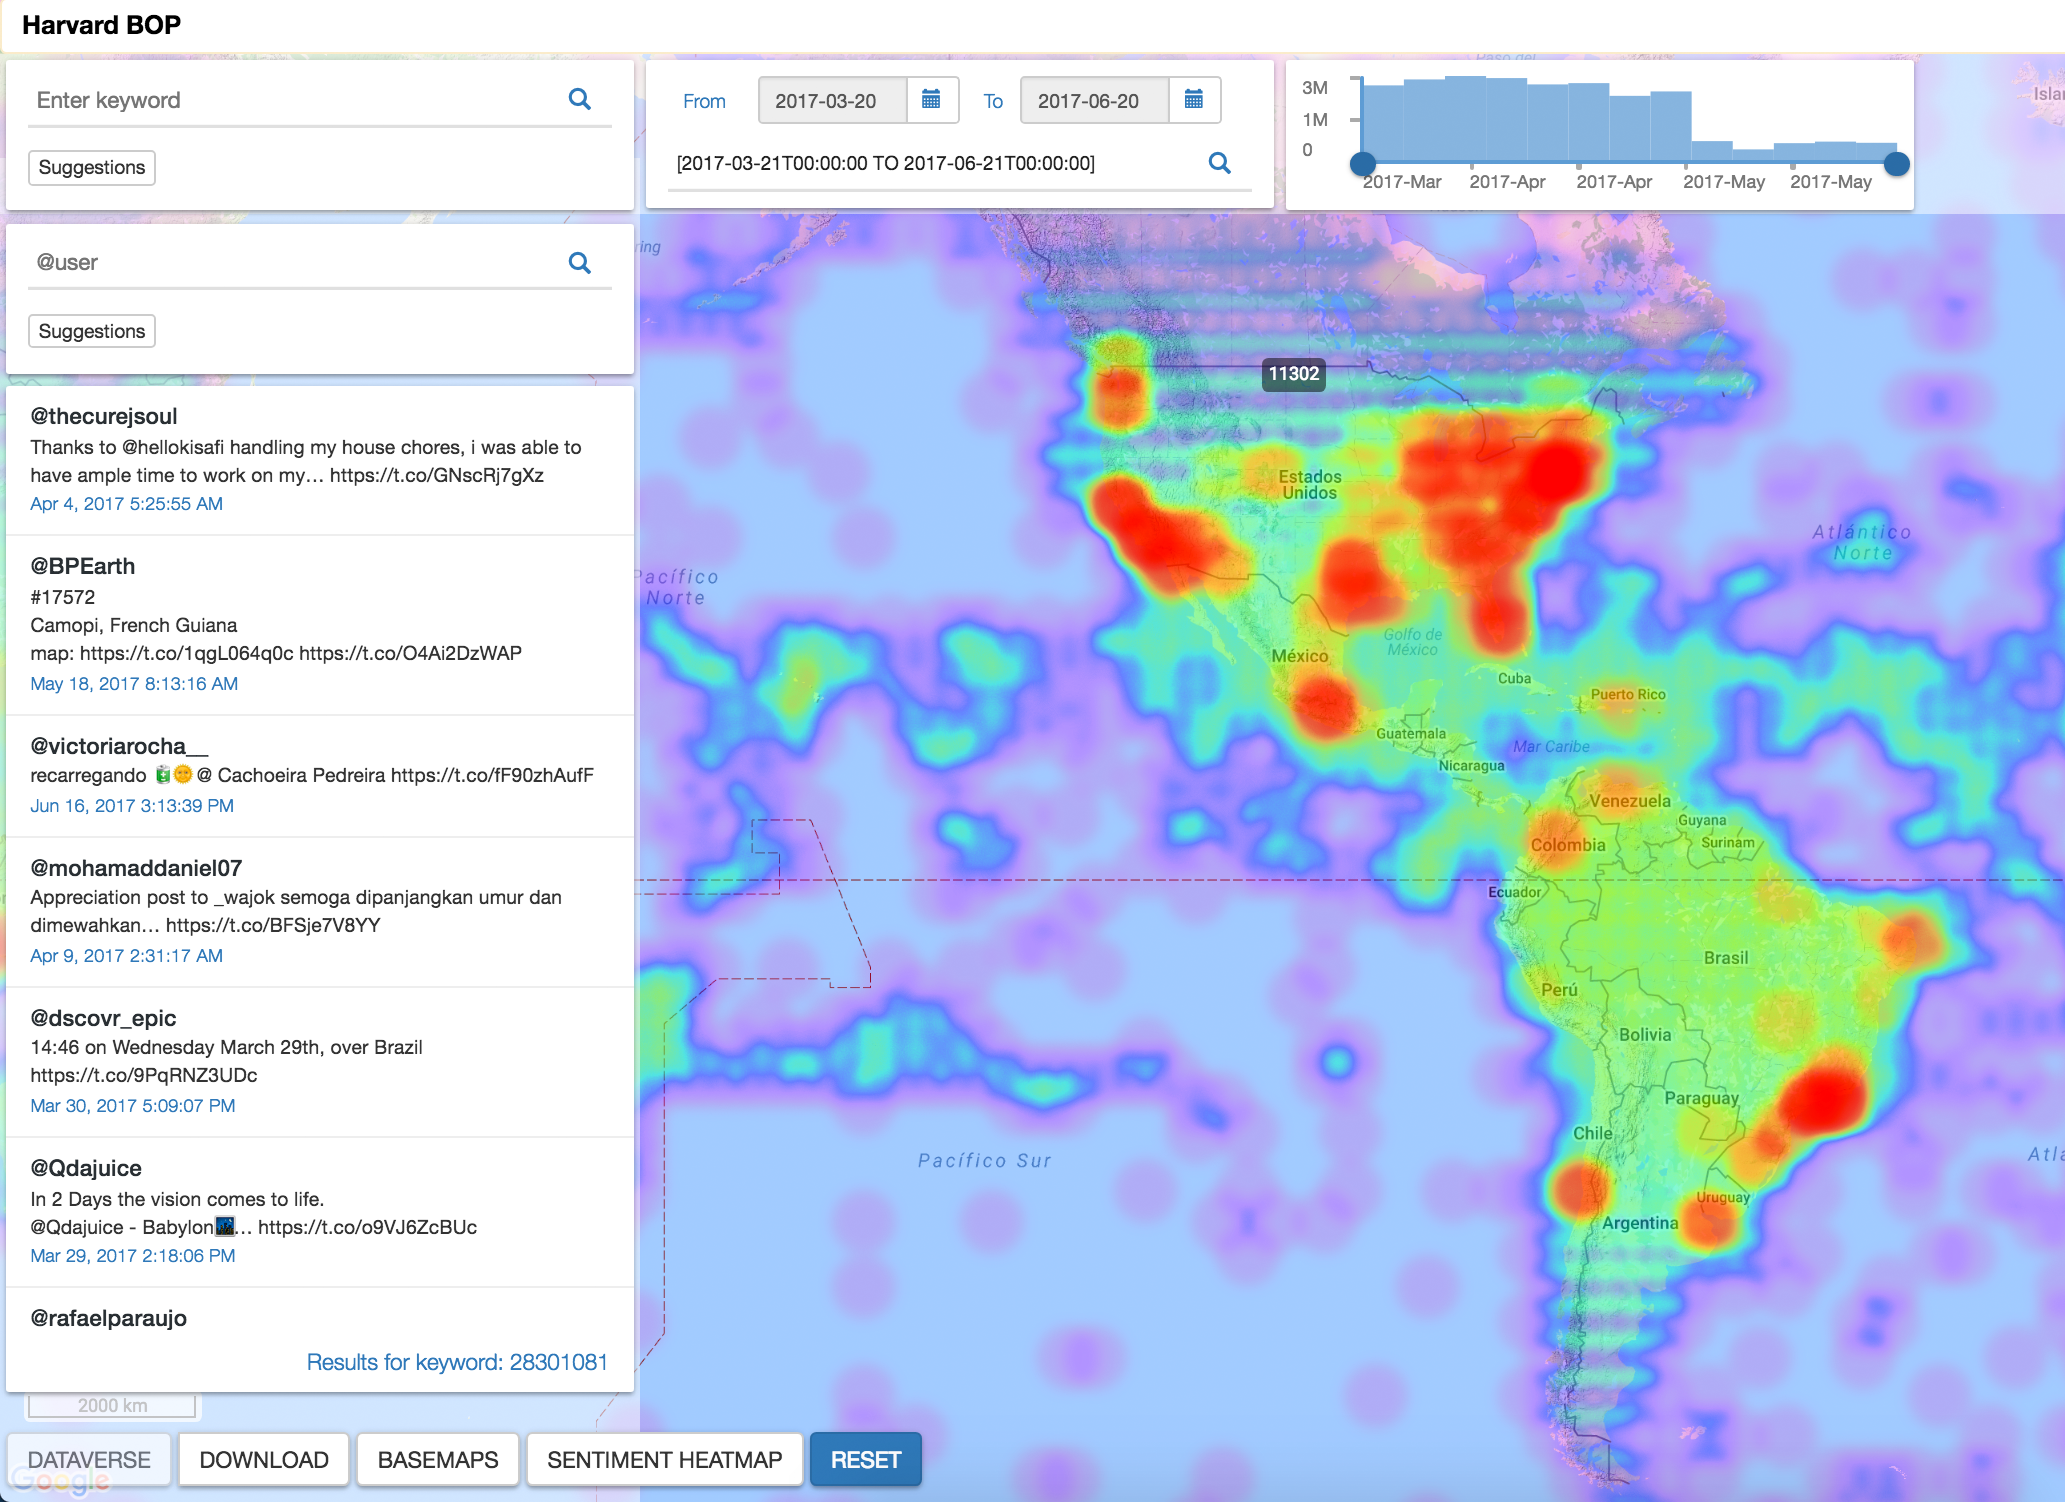 Harvard BOP
Enter keyword
Suggestions
From
2017-03-20
To
2017-06-20
[2017-03-21T00:00:00 TO 2017-06-21T00:00:00]
3M
1M
0
2017-Mar
2017-Apr
2017-Apr
2017-May
2017-May
@user
Suggestions
@thecurejsoul
Thanks to @hellokisafi handling my house chores, i was able to
have ample time to work on my… https://t.co/GNscRj7gXz
Apr 4, 2017 5:25:55 AM
@BPEarth
#17572
Camopi, French Guiana
map: https://t.co/1qgL064q0c https://t.co/O4Ai2DzWAP
May 18, 2017 8:13:16 AM
@victoriarocha__
recarregando 🔋🌞 @ Cachoeira Pedreira https://t.co/fF90zhAufF
Jun 16, 2017 3:13:39 PM
@mohamaddaniel07
Appreciation post to _wajok semoga dipanjangkan umur dan
dimewahkan… https://t.co/BFSje7V8YY
Apr 9, 2017 2:31:17 AM
@dscovr_epic
14:46 on Wednesday March 29th, over Brazil
https://t.co/9PqRNZ3UDc
Mar 30, 2017 5:09:07 PM
@Qdajuice
In 2 Days the vision comes to life.
@Qdajuice - Babylon🌃… https://t.co/o9VJ6ZcBUc
Mar 29, 2017 2:18:06 PM
@rafaelparaujo
Results for keyword: 28301081
2000 km
DATAVERSE
DOWNLOAD
BASEMAPS
SENTIMENT HEATMAP
RESET
Google
11302
Estados
Unidos
Atlántico
Norte
Pacífico
Norte
Golfo de
México
México
Cuba
Puerto Rico
Guatemala
Mar Caribe
Nicaragua
Venezuela
Guyana
Surinam
Colombia
Ecuador
Brasil
Perú
Bolivia
Paraguay
Chile
Pacífico Sur
Uruguay
Argentina